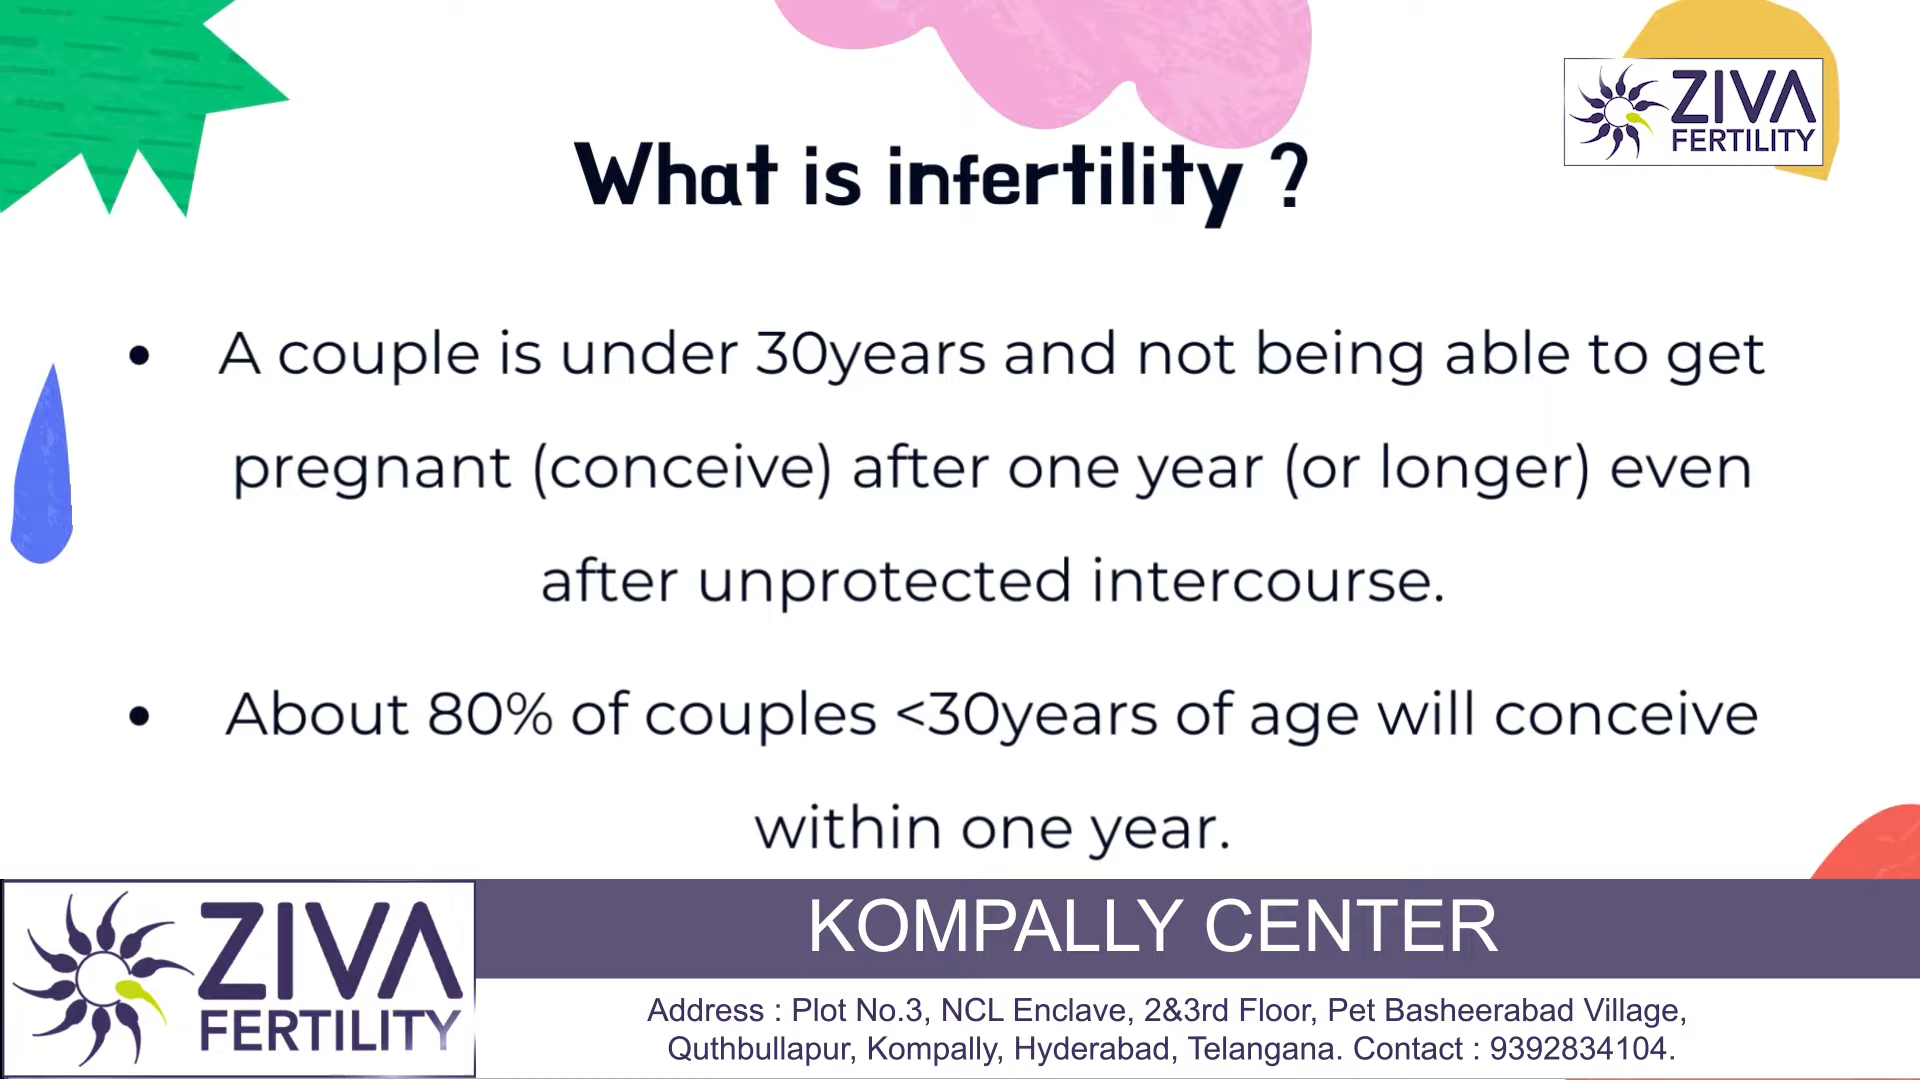 ZIVA
FERTILITY
What is infertility ?
• A couple is under 30years and not being able to get
pregnant (conceive) after one year (or longer) even
after unprotected intercourse.
• About 80% of couples <30years of age will conceive
within one year.
ZIVA
FERTILITY
KOMPALLY CENTER
Address : Plot No.3, NCL Enclave, 2&3rd Floor, Pet Basheerabad Village,
Quthbullapur, Kompally, Hyderabad, Telangana. Contact : 9392834104.